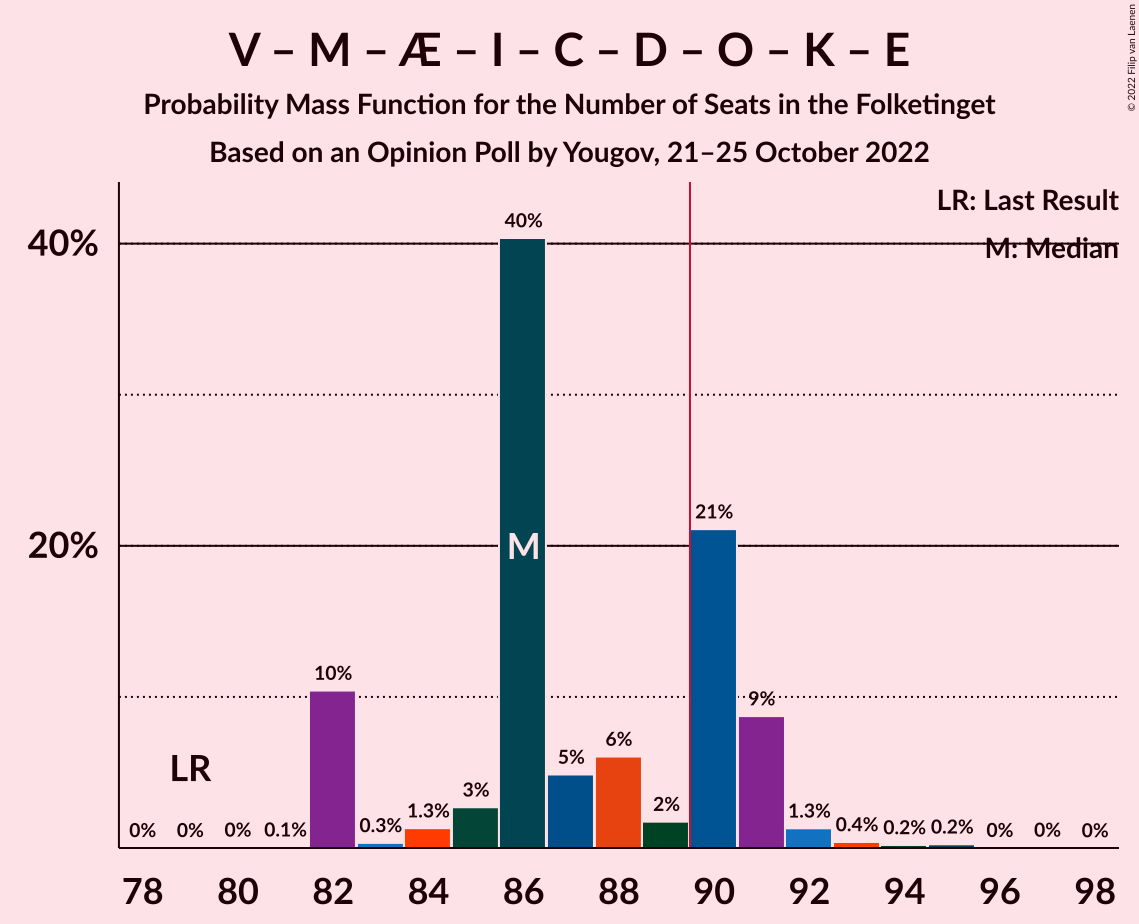 V – M – Æ – I – C – D – O – K – E
Probability Mass Function for the Number of Seats in the Folketinget
Based on an Opinion Poll by Yougov, 21–25 October 2022
© 2022 Filip van Laenen
LR: Last Result
M: Median
40%
20%
40%
M
21%
10%
9%
6%
5%
LR
3%
2%
1.3%
1.3%
0% 0% 0% 0.1% 0.3% 0.4% 0.2% 0.2% 0% 0% 0%
78 80 82 84 86 88 90 92 94 96 98